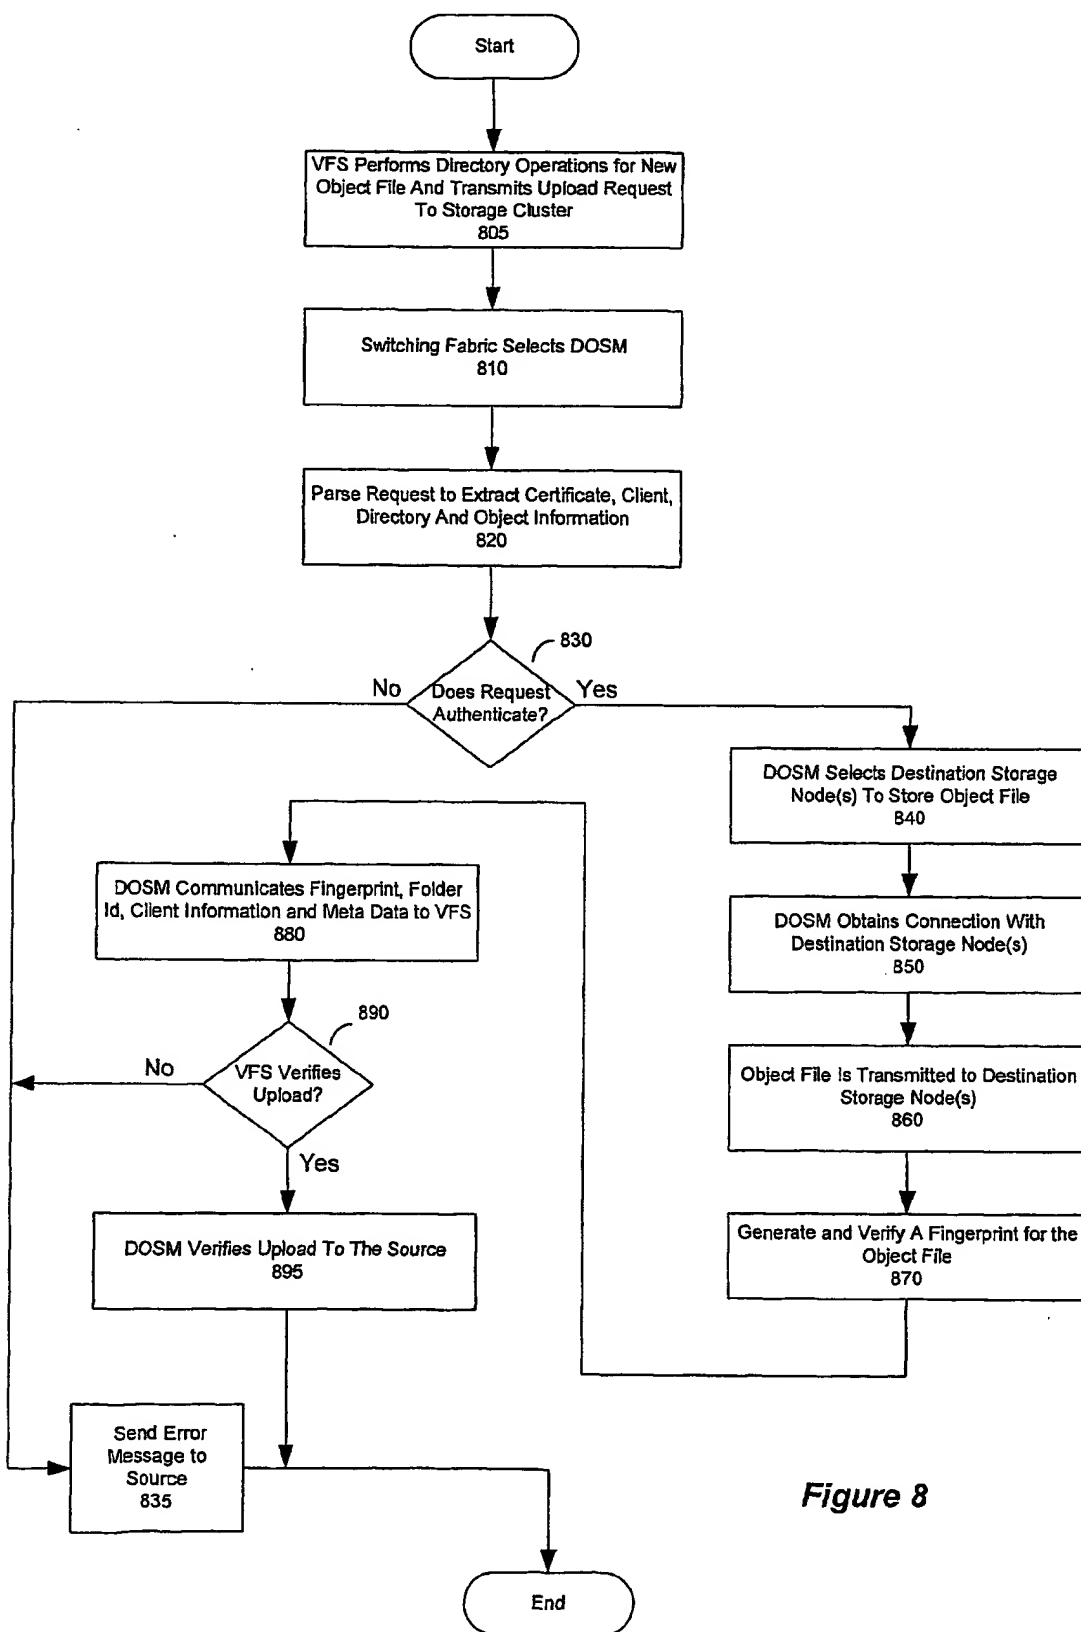 Start
VFS Performs Directory Operations for New
Object File And Transmits Upload Request
To Storage Cluster
805
Switching Fabric Selects DOSM
810
Parse Request to Extract Certificate, Client,
Directory And Object Information
820
830
No
Does Request
Authenticate?
Yes
DOSM Selects Destination Storage
Node(s) To Store Object File
840
DOSM Obtains Connection With
Destination Storage Node(s)
850
Object File Is Transmitted to Destination
Storage Node(s)
860
Generate and Verify A Fingerprint for the
Object File
870
DOSM Communicates Fingerprint, Folder
Id, Client Information and Meta Data to VFS
880
890
No
VFS Verifies
Upload?
Yes
DOSM Verifies Upload To The Source
895
Send Error
Message to
Source
835
Figure 8
End